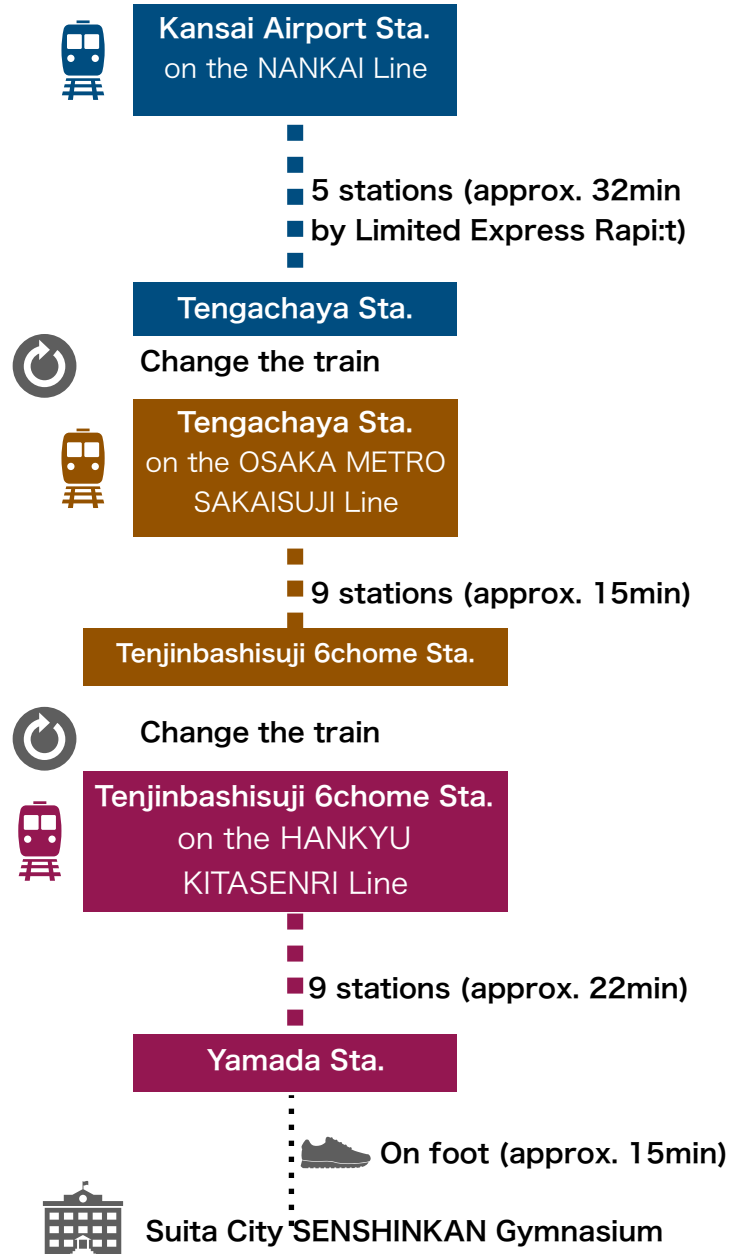 Kansai Airport Sta.
on the NANKAI Line
5 stations (approx. 32min
by Limited Express Rapi:t)
Tengachaya Sta.
Change the train
Tengachaya Sta.
on the OSAKA METRO
SAKAISUJI Line
9 stations (approx. 15min)
Tenjinbashisuji 6chome Sta.
Change the train
Tenjinbashisuji 6chome Sta.
on the HANKYU
KITASENRI Line
9 stations (approx. 22min)
Yamada Sta.
On foot (approx. 15min)
Suita City SENSHINKAN Gymnasium